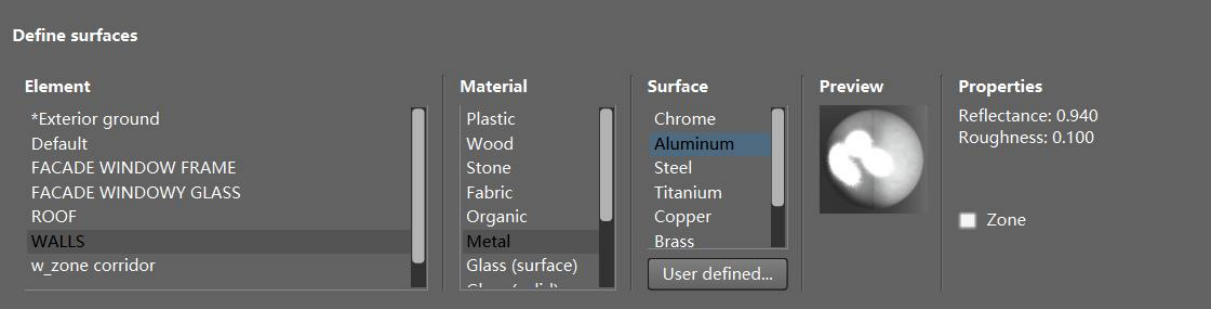 Define surfaces
Element
*Exterior ground
Default
FACADE WINDOW FRAME
FACADE WINDOWY GLASS
ROOF
WALLS
w_zone corridor
Material
Plastic
Wood
Stone
Fabric
Organic
Metal
Glass (surface)
Surface
Chrome
Aluminum
Steel
Titanium
Copper
Brass
User defined...
Preview
Properties
Reflectance: 0.940
Roughness: 0.100
Zone